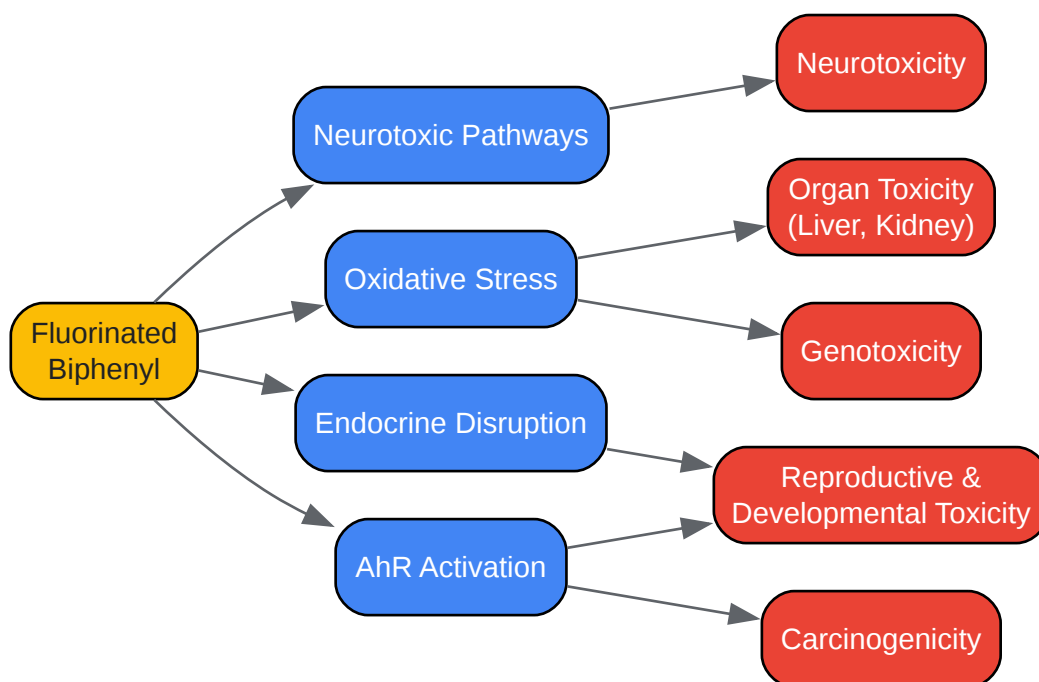 Fluorinated
Biphenyl
Neurotoxic Pathways
Oxidative Stress
Endocrine Disruption
AhR Activation
Neurotoxicity
Organ Toxicity
(Liver, Kidney)
Genotoxicity
Reproductive &
Developmental Toxicity
Carcinogenicity